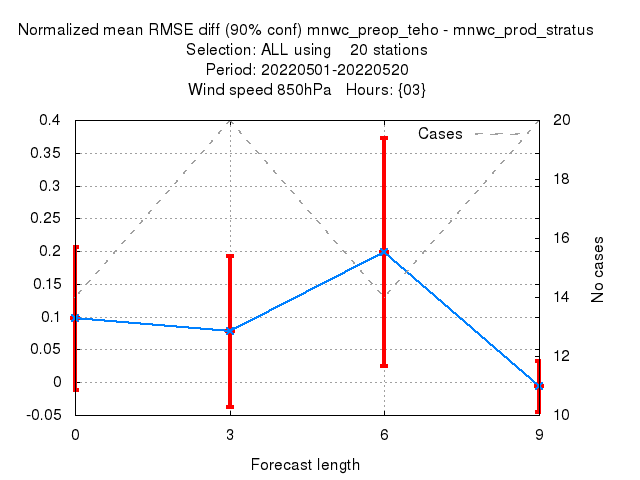 Normalized mean RMSE diff (90% conf) mnwc_preop_teho - mnwc_prod_stratus
Selection: ALL using    20 stations
Period: 20220501-20220520
Wind speed 850hPa   Hours: {03}
Cases
0.4
0.35
0.3
0.25
0.2
0.15
0.1
0.05
0
-0.05
20
18
16
14
12
10
No cases
0 3 6 9
Forecast length